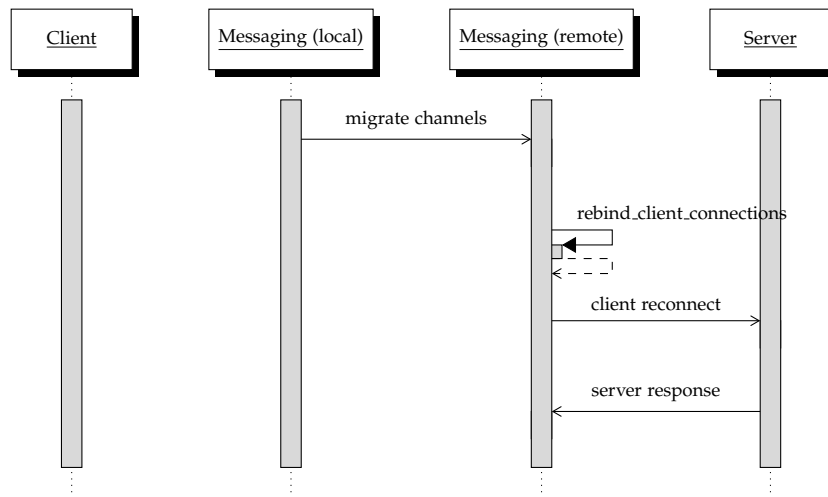 Client
Messaging (local)
Messaging (remote)
Server
migrate channels
rebind_client_connections
client reconnect
server response